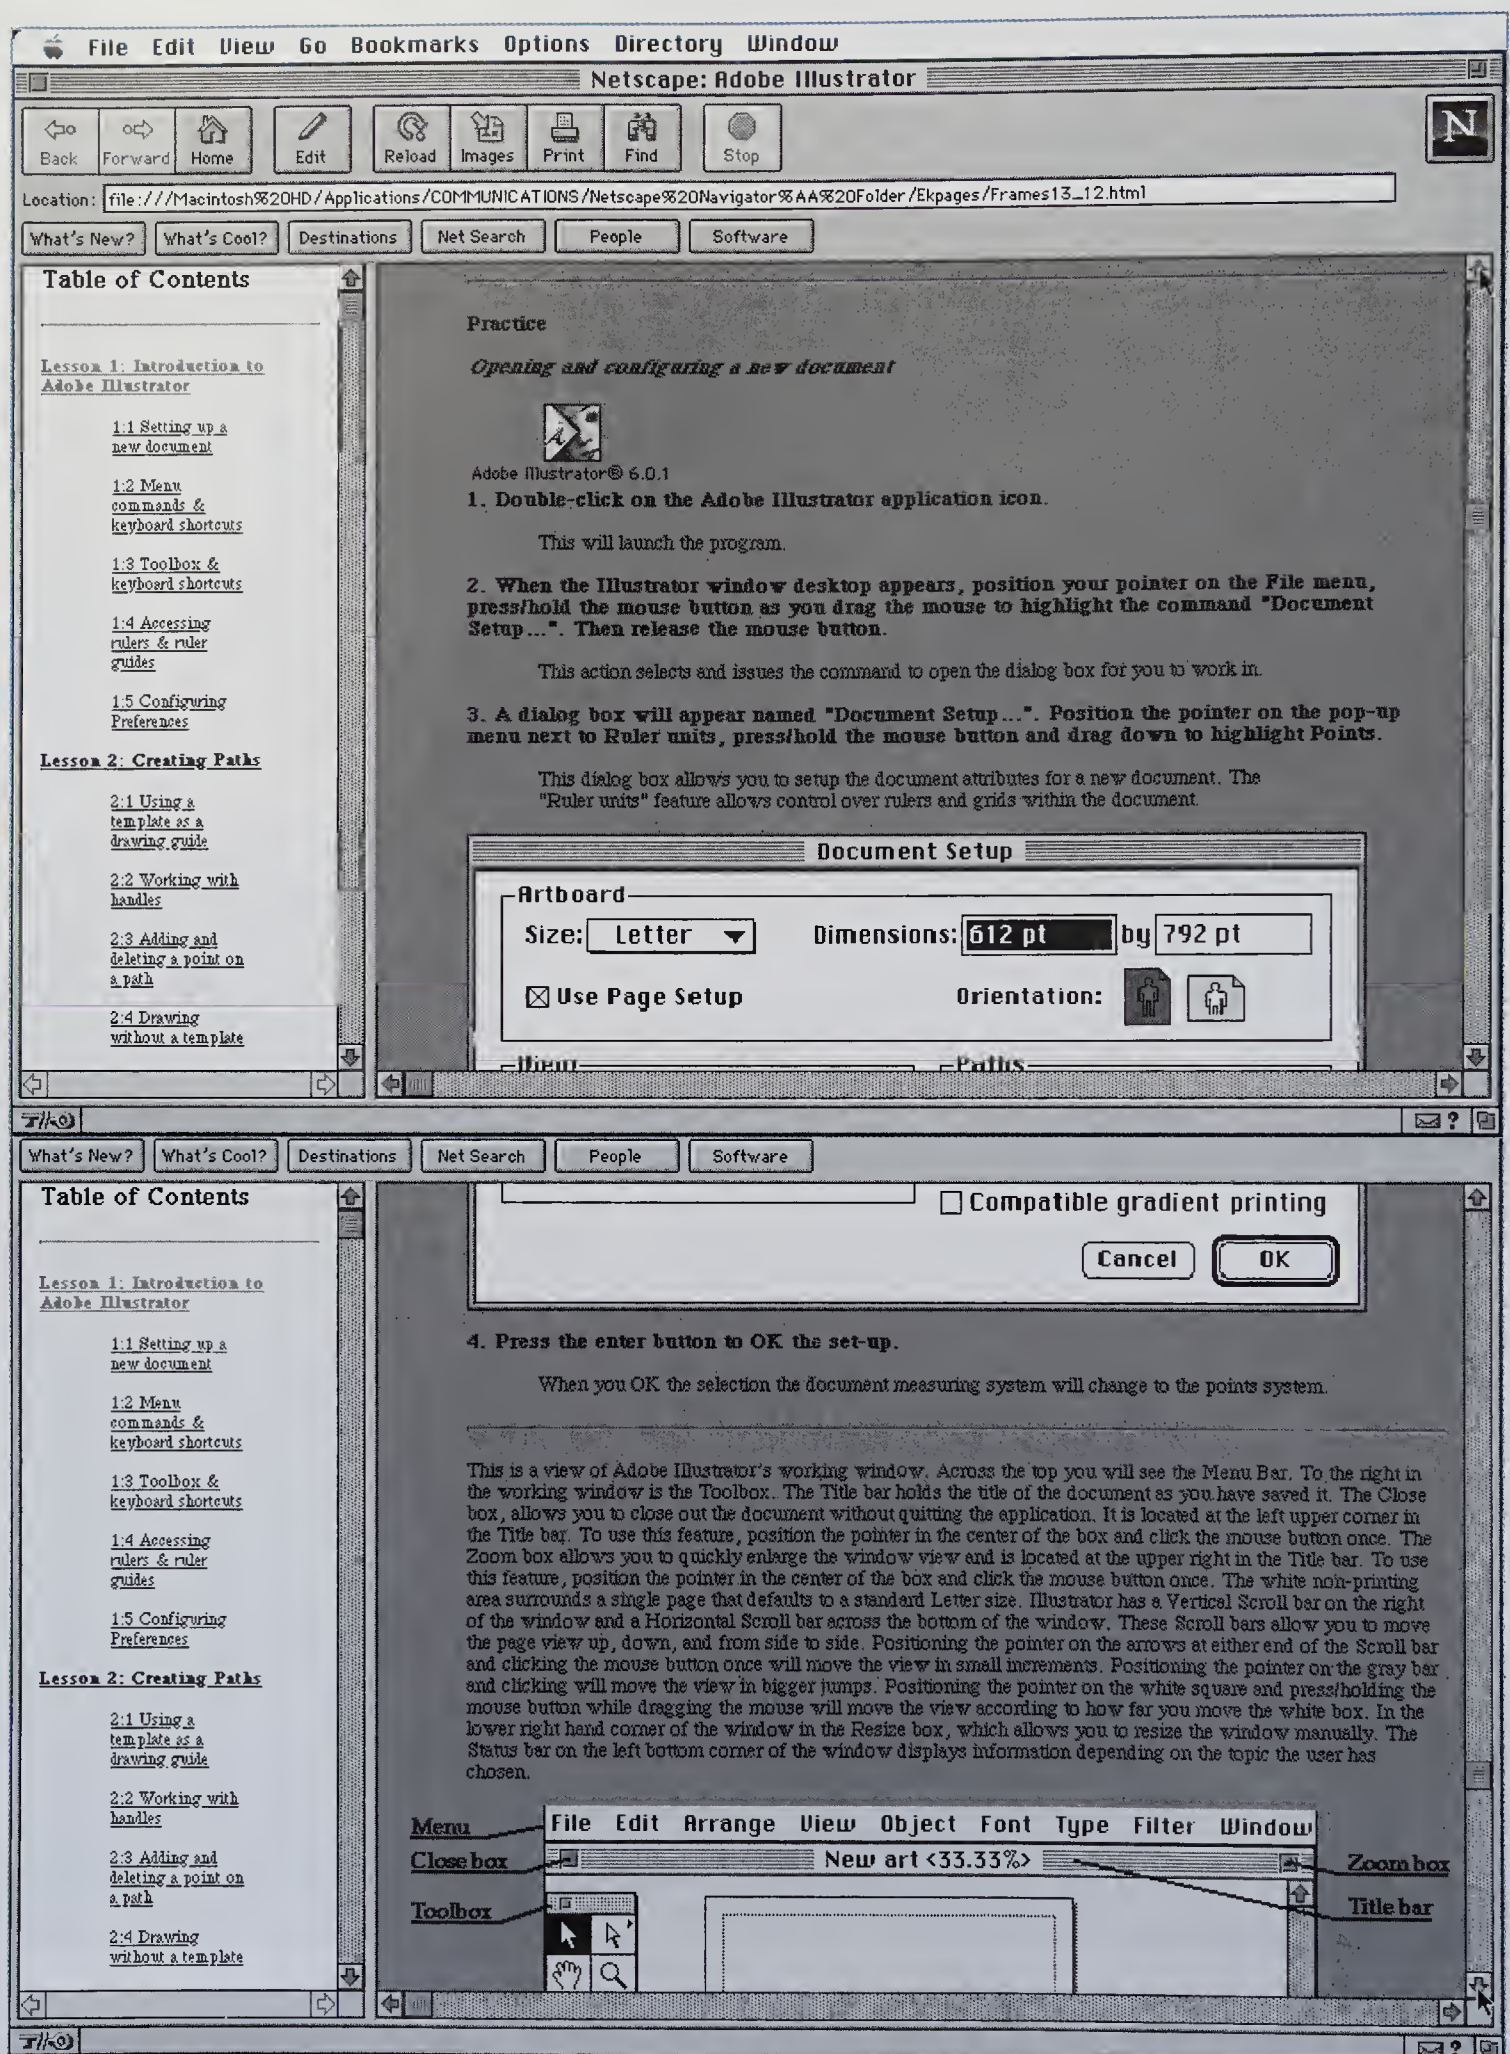 File Edit View Go Bookmarks Options Directory Window
Netscape: Adobe Illustrator
Back Forward Home Edit Reload Images Print Find Stop
N
Location: file:///Macintosh%20HD/Applications/COMMUNICATIONS/Netscape%20Navigator%AA%20Folder/Ekpages/Frames13_12.html
What's New? What's Cool? Destinations Net Search People Software
Table of Contents
Lesson 1: Introduction to
Adobe Illustrator
1:1 Setting up a
new document
1:2 Menu
commands &
keyboard shortcuts
1:3 Toolbox &
keyboard shortcuts
1:4 Accessing
rulers & ruler
guides
1:5 Configuring
Preferences
Lesson 2: Creating Paths
2:1 Using a
template as a
drawing guide
2:2 Working with
handles
2:3 Adding and
deleting a point on
a path
2:4 Drawing
without a template
Practice
Opening and configuring a new document
Adobe Illustrator® 6.0.1
1. Double-click on the Adobe Illustrator application icon.
This will launch the program.
2. When the Illustrator window desktop appears, position your pointer on the File menu,
press/hold the mouse button as you drag the mouse to highlight the command "Document
Setup...". Then release the mouse button.
This action selects and issues the command to open the dialog box for you to work in.
3. A dialog box will appear named "Document Setup...". Position the pointer on the pop-up
menu next to Ruler units, press/hold the mouse button and drag down to highlight Points.
This dialog box allows you to setup the document attributes for a new document. The
"Ruler units" feature allows control over rulers and grids within the document.
Document Setup
Artboard
Size: Letter Dimensions: 612 pt by 792 pt
Use Page Setup Orientation:
View Paths
?
What's New? What's Cool? Destinations Net Search People Software
Table of Contents
Lesson 1: Introduction to
Adobe Illustrator
1:1 Setting up a
new document
1:2 Menu
commands &
keyboard shortcuts
1:3 Toolbox &
keyboard shortcuts
1:4 Accessing
rulers & ruler
guides
1:5 Configuring
Preferences
Lesson 2: Creating Paths
2:1 Using a
template as a
drawing guide
2:2 Working with
handles
2:3 Adding and
deleting a point on
a path
2:4 Drawing
without a template
Compatible gradient printing
Cancel OK
4. Press the enter button to OK the set-up.
When you OK the selection the document measuring system will change to the points system.
This is a view of Adobe Illustrator's working window. Across the top you will see the Menu Bar. To the right in
the working window is the Toolbox. The Title bar holds the title of the document as you have saved it. The Close
box, allows you to close out the document without quitting the application. It is located at the left upper corner in
the Title bar. To use this feature, position the pointer in the center of the box and click the mouse button once. The
Zoom box allows you to quickly enlarge the window view and is located at the upper right in the Title bar. To use
this feature, position the pointer in the center of the box and click the mouse button once. The white non-printing
area surrounds a single page that defaults to a standard Letter size. Illustrator has a Vertical Scroll bar on the right
of the window and a Horizontal Scroll bar across the bottom of the window. These Scroll bars allow you to move
the page view up, down, and from side to side. Positioning the pointer on the arrows at either end of the Scroll bar
and clicking the mouse button once will move the view in small increments. Positioning the pointer on the gray bar
and clicking will move the view in bigger jumps. Positioning the pointer on the white square and press/holding the
mouse button while dragging the mouse will move the view according to how far you move the white box. In the
lower right hand corner of the window in the Resize box, which allows you to resize the window manually. The
Status bar on the left bottom corner of the window displays information depending on the topic the user has
chosen.
Menu File Edit Arrange View Object Font Type Filter Window
Close box New art <33.33%> Zoom box
Toolbox Title bar
?